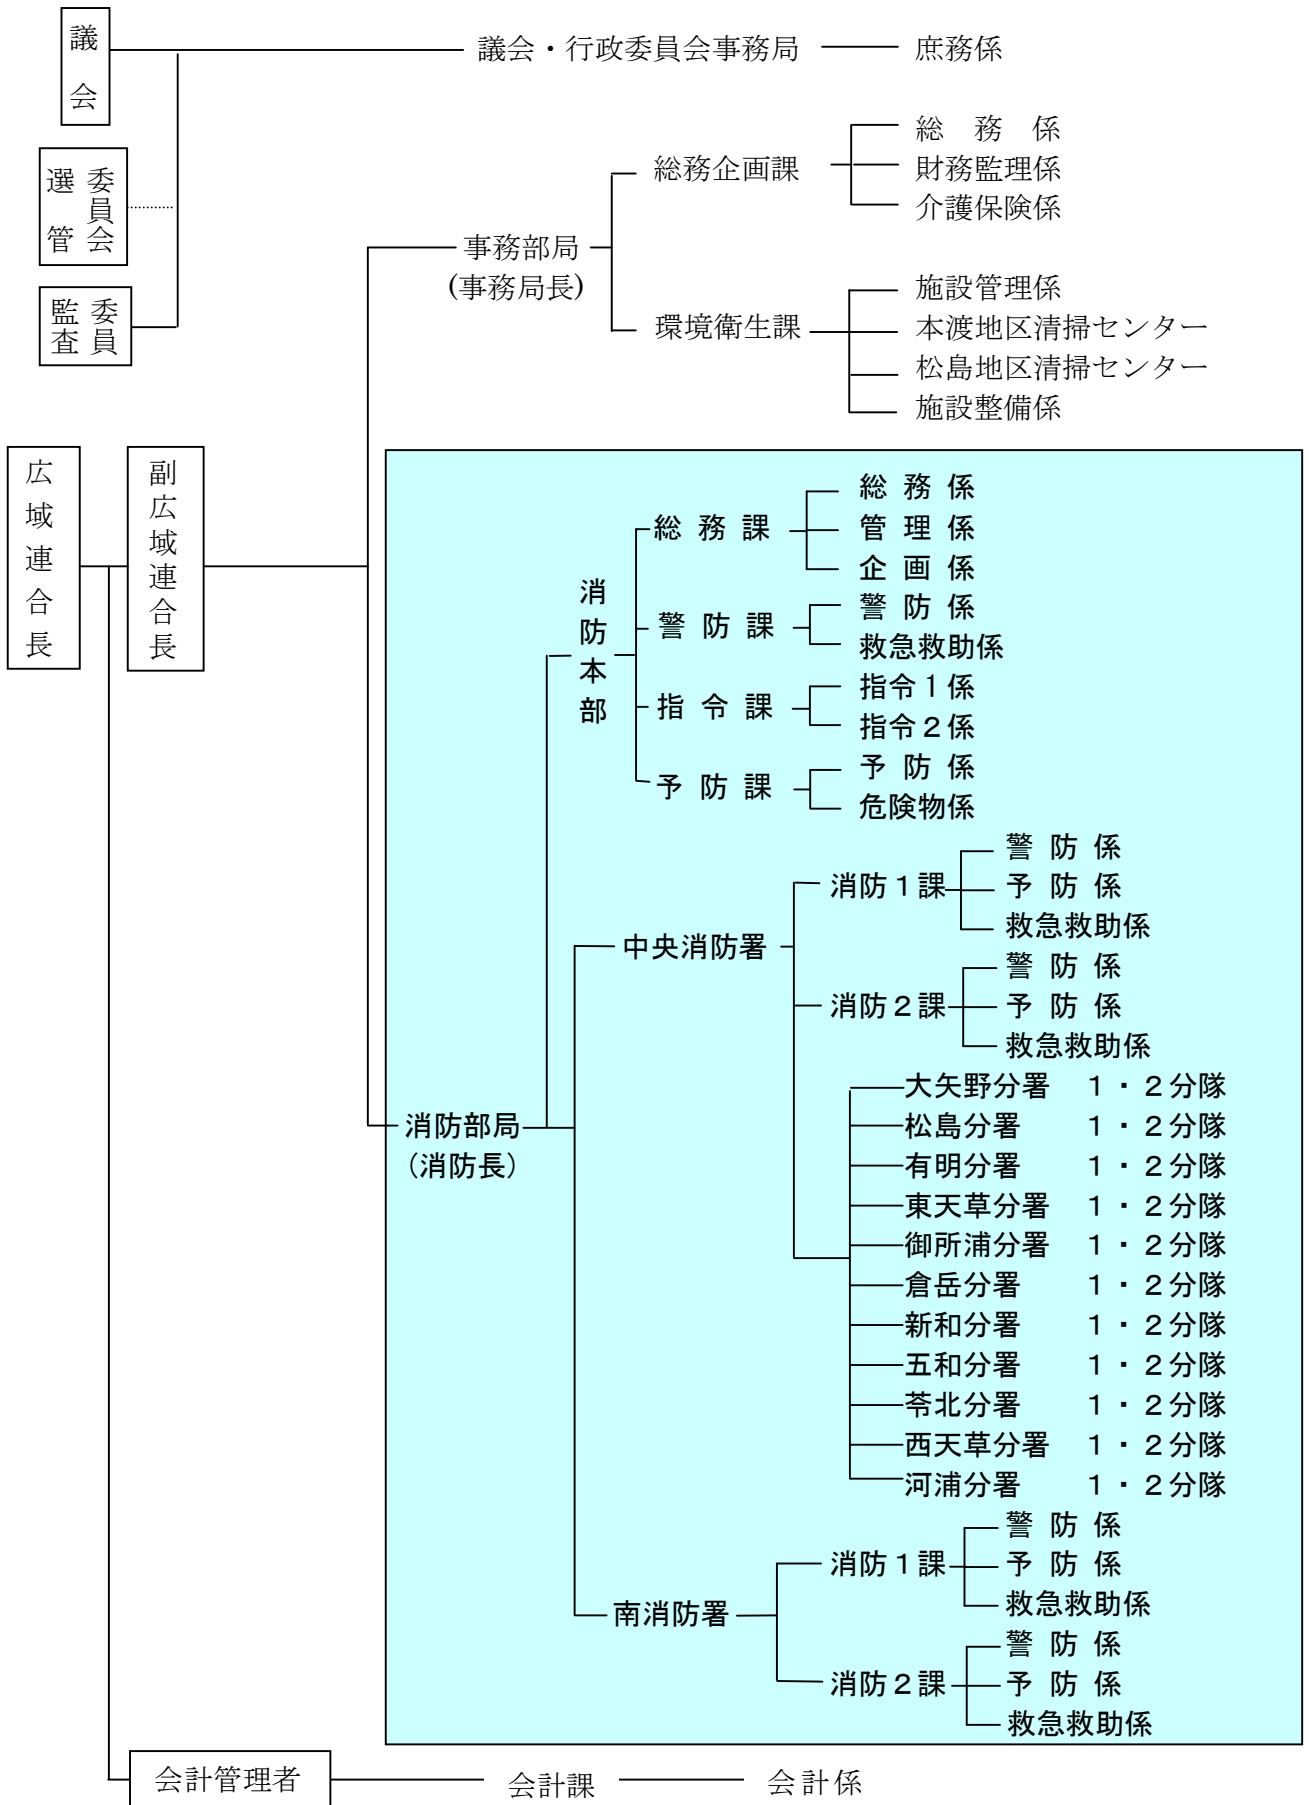 議会
議会・行政委員会事務局
庶務係
選管
委員会
監査
委員
総　務　係
総務企画課
財務監理係
介護保険係
事務部局
(事務局長)
施設管理係
環境衛生課
本渡地区清掃センター
松島地区清掃センター
施設整備係
広域連合長
副広域連合長
消防本部
総 務 課
総 務 係
管 理 係
企 画 係
警 防 課
警 防 係
救急救助係
指 令 課
指令１係
指令２係
予 防 課
予 防 係
危険物係
中央消防署
消防１課
警 防 係
予 防 係
救急救助係
消防２課
警 防 係
予 防 係
救急救助係
消防部局
（消防長）
大矢野分署　１・２分隊
松島分署　１・２分隊
有明分署　１・２分隊
東天草分署　１・２分隊
御所浦分署　１・２分隊
倉岳分署　１・２分隊
新和分署　１・２分隊
五和分署　１・２分隊
苓北分署　１・２分隊
西天草分署　１・２分隊
河浦分署　１・２分隊
南消防署
消防１課
警 防 係
予 防 係
救急救助係
消防２課
警 防 係
予 防 係
救急救助係
会計管理者
会計課
会計係